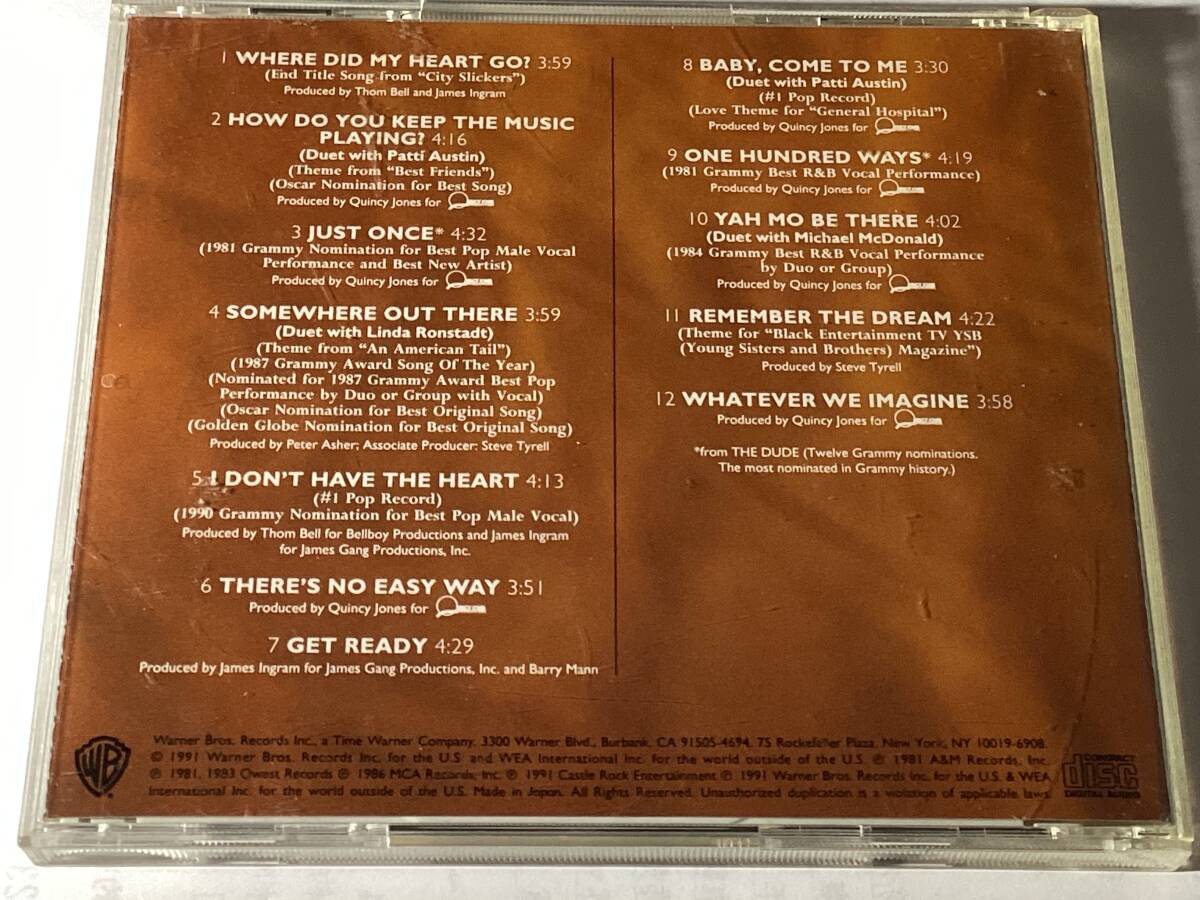 1 WHERE DID MY HEART GO? 3:59
(End Title Song from “City Slickers”)
Produced by Thom Bell and James Ingram
2 HOW DO YOU KEEP THE MUSIC
PLAYING? 4:16
(Duet with Patti Austin)
(Theme from “Best Friends”)
(Oscar Nomination for Best Song)
Produced by Quincy Jones for
3 JUST ONCE* 4:32
(1981 Grammy Nomination for Best Pop Male Vocal
Performance and Best New Artist)
Produced by Quincy Jones for
4 SOMEWHERE OUT THERE 3:59
(Duet with Linda Ronstadt)
(Theme from “An American Tail”)
(1987 Grammy Award Song Of The Year)
(Nominated for 1987 Grammy Award Best Pop
Performance by Duo or Group with Vocal)
(Oscar Nomination for Best Original Song)
(Golden Globe Nomination for Best Original Song)
Produced by Peter Asher; Associate Producer: Steve Tyrell
5 I DON’T HAVE THE HEART 4:13
(#1 Pop Record)
(1990 Grammy Nomination for Best Pop Male Vocal)
Produced by Thom Bell for Bellboy Productions and James Ingram
for James Gang Productions, Inc.
6 THERE’S NO EASY WAY 3:51
Produced by Quincy Jones for
7 GET READY 4:29
Produced by James Ingram for James Gang Productions, Inc. and Barry Mann
8 BABY, COME TO ME 3:30
(Duet with Patti Austin)
(#1 Pop Record)
(Love Theme for “General Hospital”)
Produced by Quincy Jones for
9 ONE HUNDRED WAYS* 4:19
(1981 Grammy Best R&B Vocal Performance)
Produced by Quincy Jones for
10 YAH MO BE THERE 4:02
(Duet with Michael McDonald)
(1984 Grammy Best R&B Vocal Performance
by Duo or Group)
Produced by Quincy Jones for
11 REMEMBER THE DREAM 4:22
(Theme for “Black Entertainment TV YSB
(Young Sisters and Brothers) Magazine”)
Produced by Steve Tyrell
12 WHATEVER WE IMAGINE 3:58
Produced by Quincy Jones for
*from THE DUDE (Twelve Grammy nominations.
The most nominated in Grammy history.)
Warner Bros. Records Inc., a Time Warner Company. 3300 Warner Blvd., Burbank, CA 91505-4694. 75 Rockefeller Plaza, New York, NY 10019-6908.
© 1991 Warner Bros. Records Inc. for the U.S. and WEA International Inc. for the world outside of the U.S. ℗ 1981 A&M Records, Inc.
℗ 1981, 1983 Qwest Records ℗ 1986 MCA Records, Inc. ℗ 1991 Castle Rock Entertainment ℗ 1991 Warner Bros. Records Inc. for the U.S. & WEA
International Inc. for the world outside of the U.S. Made in Japan. All Rights Reserved. Unauthorized duplication is a violation of applicable laws.
WB
COMPACT
disc
DIGITAL AUDIO